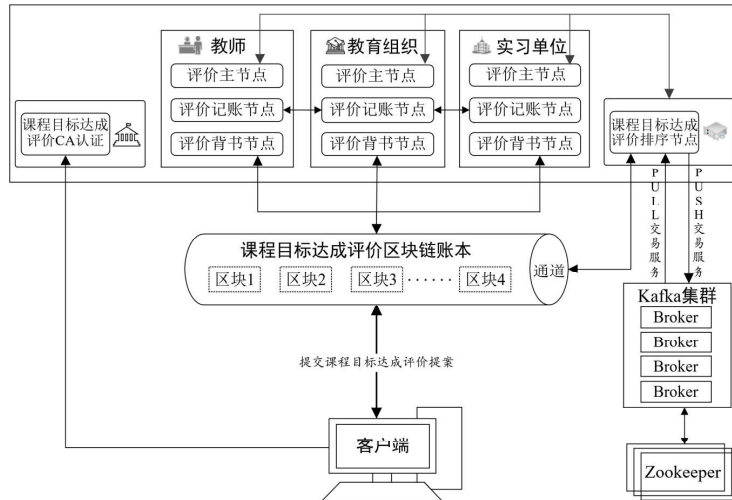 教师
教育组织
实习单位
评价主节点
评价主节点
评价主节点
课程目标达成
评价CA认证
评价记账节点
评价记账节点
评价记账节点
课程目标达成
评价排序节点
评价背书节点
评价背书节点
评价背书节点
PULL交易服务
PUSH交易服务
课程目标达成评价区块链账本
区块1
区块2
区块3
······
区块4
通道
Kafka集群
Broker
Broker
Broker
Broker
提交课程目标达成评价提案
客户端
Zookeeper